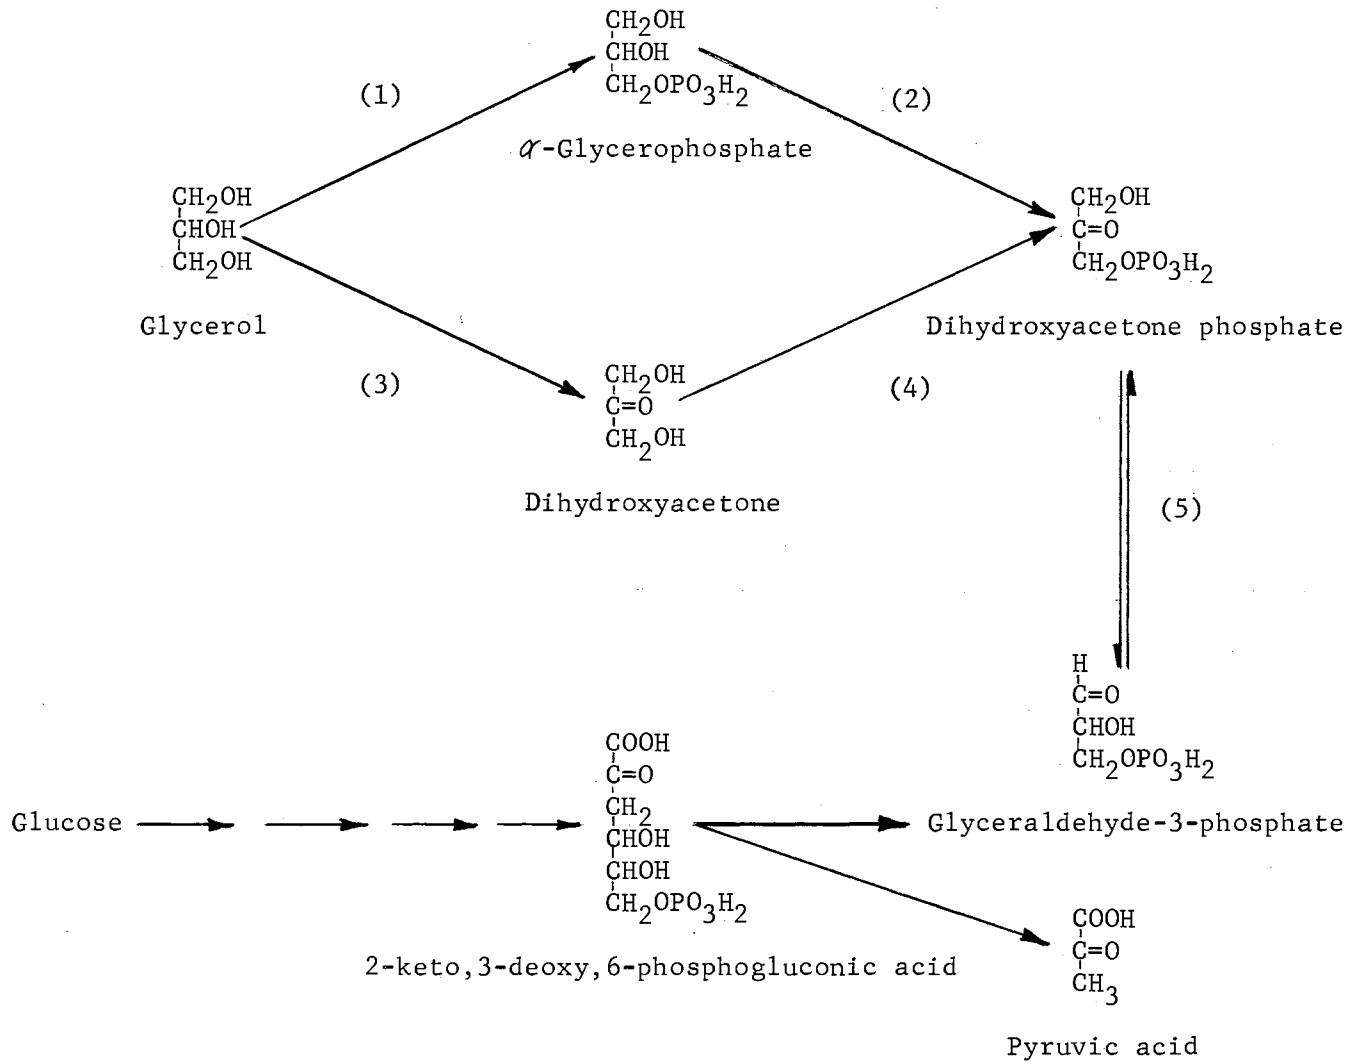 CH2OH
CHOH
CH2OPO3H2
(1)
(2)
α-Glycerophosphate
CH2OH
CHOH
CH2OH
Glycerol
CH2OH
C=O
CH2OPO3H2
Dihydroxyacetone phosphate
(3)
CH2OH
C=O
CH2OH
(4)
Dihydroxyacetone
(5)
H
C=O
CHOH
CH2OPO3H2
Glucose
COOH
C=O
CH2
CHOH
CHOH
CH2OPO3H2
Glyceraldehyde-3-phosphate
2-keto,3-deoxy,6-phosphogluconic acid
COOH
C=O
CH3
Pyruvic acid